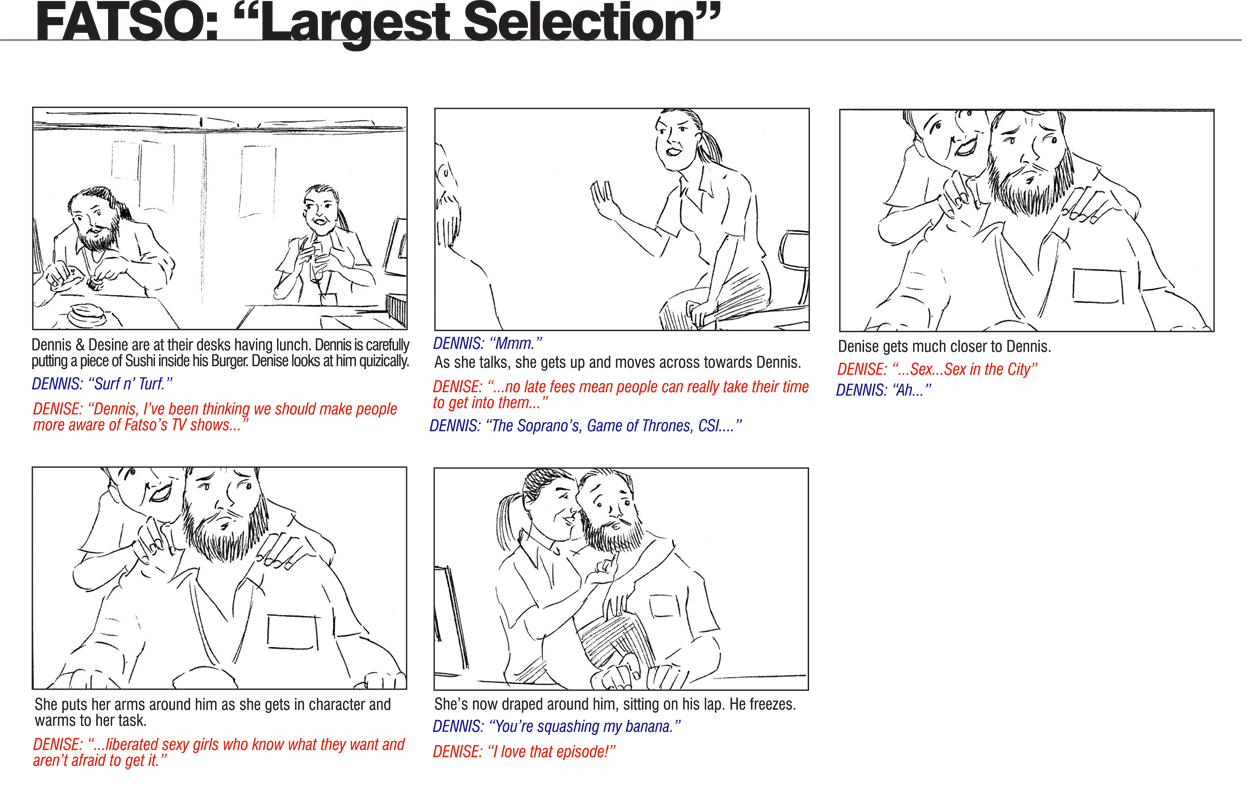 FATSO: “Largest Selection”
Dennis & Desine are at their desks having lunch. Dennis is carefully
putting a piece of Sushi inside his Burger. Denise looks at him quizically.
DENNIS: “Surf n’ Turf.”
DENISE: “Dennis, I’ve been thinking we should make people
more aware of Fatso’s TV shows...”
DENNIS: “Mmm.”
As she talks, she gets up and moves across towards Dennis.
DENISE: “...no late fees mean people can really take their time
to get into them...”
DENNIS: “The Soprano’s, Game of Thrones, CSI....”
Denise gets much closer to Dennis.
DENISE: “...Sex...Sex in the City”
DENNIS: “Ah...”
She puts her arms around him as she gets in character and
warms to her task.
DENISE: “...liberated sexy girls who know what they want and
aren’t afraid to get it.”
She’s now draped around him, sitting on his lap. He freezes.
DENNIS: “You’re squashing my banana.”
DENISE: “I love that episode!”